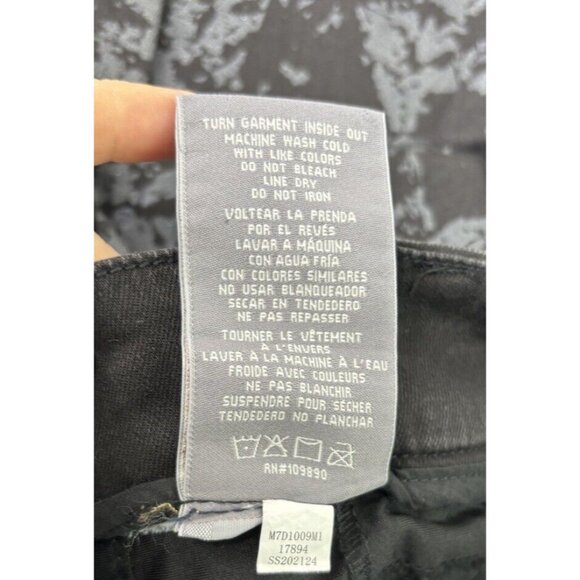 TURN GARMENT INSIDE OUT
MACHINE WASH COLD
WITH LIKE COLORS
DO NOT BLEACH
LINE DRY
DO NOT IRON
VOLTEAR LA PRENDA
POR EL REVÉS
LAVAR A MÁQUINA
CON AGUA FRÍA
CON COLORES SIMILARES
NO USAR BLANQUEADOR
SECAR EN TENDEDERO
NE PAS REPASSER
TOURNER LE VÊTEMENT
À L'ENVERS
LAVER À LA MACHINE À L'EAU
FROIDE AVEC COULEURS
NE PAS BLANCHIR
SUSPENDRE POUR SÉCHER
TENDEDERO NO PLANCHAR
RN#109890
M7D1009M1
17894
SS202124